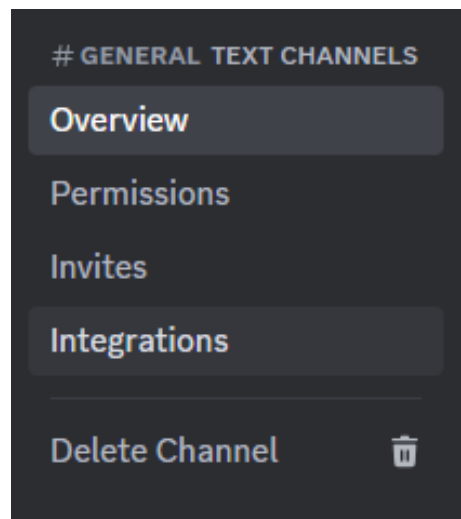 # GENERAL TEXT CHANNELS
Overview
Permissions
Invites
Integrations
Delete Channel